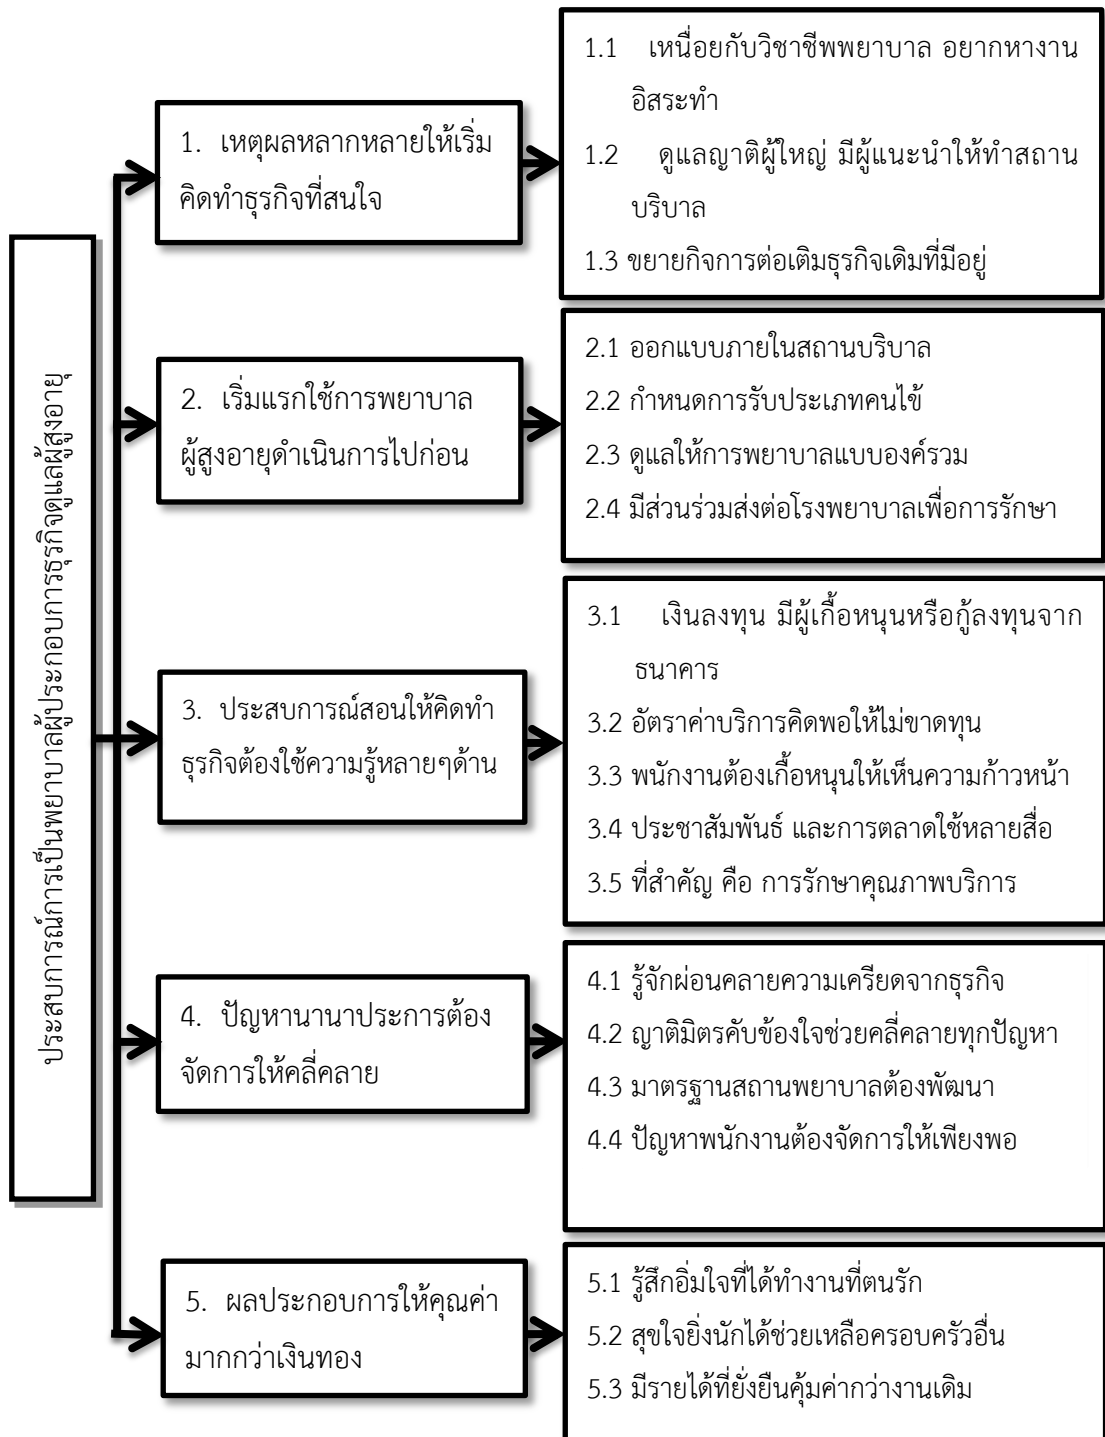 ประสบการณ์การเป็นพยาบาลผู้ประกอบการธุรกิจดูแลผู้สูงอายุ
1. เหตุผลหลากหลายให้เริ่ม
คิดทำธุรกิจที่สนใจ
1.1 เหนื่อยกับวิชาชีพพยาบาล อยากหางาน
อิสระทำ
1.2 ดูแลญาติผู้ใหญ่ มีผู้แนะนำให้ทำสถาน
บริบาล
1.3 ขยายกิจการต่อเติมธุรกิจเดิมที่มีอยู่
2. เริ่มแรกใช้การพยาบาล
ผู้สูงอายุดำเนินการไปก่อน
2.1 ออกแบบภายในสถานบริบาล
2.2 กำหนดการรับประเภทคนไข้
2.3 ดูแลให้การพยาบาลแบบองค์รวม
2.4 มีส่วนร่วมส่งต่อโรงพยาบาลเพื่อการรักษา
3. ประสบการณ์สอนให้คิดทำ
ธุรกิจต้องใช้ความรู้หลายๆด้าน
3.1 เงินลงทุน มีผู้เกื้อหนุนหรือกู้ลงทุนจาก
ธนาคาร
3.2 อัตราค่าบริการคิดพอให้ไม่ขาดทุน
3.3 พนักงานต้องเกื้อหนุนให้เห็นความก้าวหน้า
3.4 ประชาสัมพันธ์ และการตลาดใช้หลายสื่อ
3.5 ที่สำคัญ คือ การรักษาคุณภาพบริการ
4. ปัญหานานาประการต้อง
จัดการให้คลี่คลาย
4.1 รู้จักผ่อนคลายความเครียดจากธุรกิจ
4.2 ญาติมิตรคับข้องใจช่วยคลี่คลายทุกปัญหา
4.3 มาตรฐานสถานพยาบาลต้องพัฒนา
4.4 ปัญหาพนักงานต้องจัดการให้เพียงพอ
5. ผลประกอบการให้คุณค่า
มากกว่าเงินทอง
5.1 รู้สึกอิ่มใจที่ได้ทำงานที่ตนรัก
5.2 สุขใจยิ่งนักได้ช่วยเหลือครอบครัวอื่น
5.3 มีรายได้ที่ยั่งยืนคุ้มค่ากว่างานเดิม